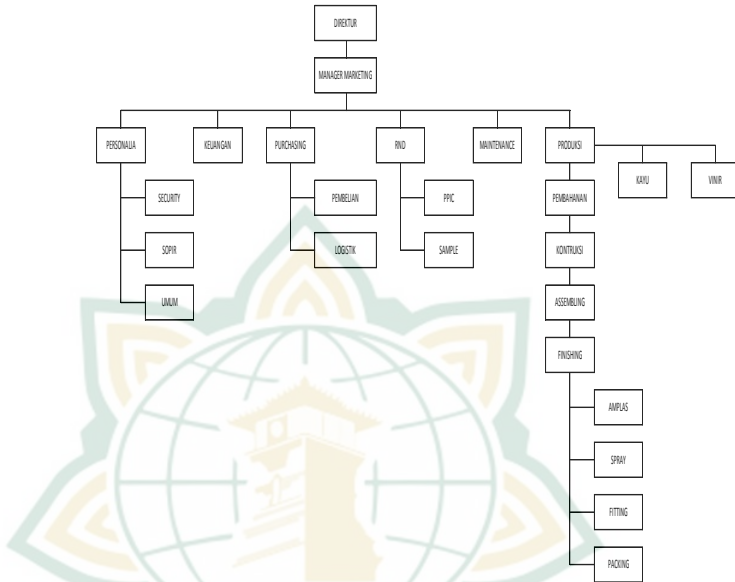 DIREKTUR
MANAGER MARKETING
PERSONALIA
KEUANGAN
PURCHASING
RND
MAINTENANCE
PRODUKSI
KAYU
VINIR
SECURITY
PEMBELIAN
PPIC
PEMBAHANAN
SOPIR
LOGISTIK
SAMPLE
KONTRUKSI
UMUM
ASSEMBLING
FINISHING
AMPLAS
SPRAY
FITTING
PACKING